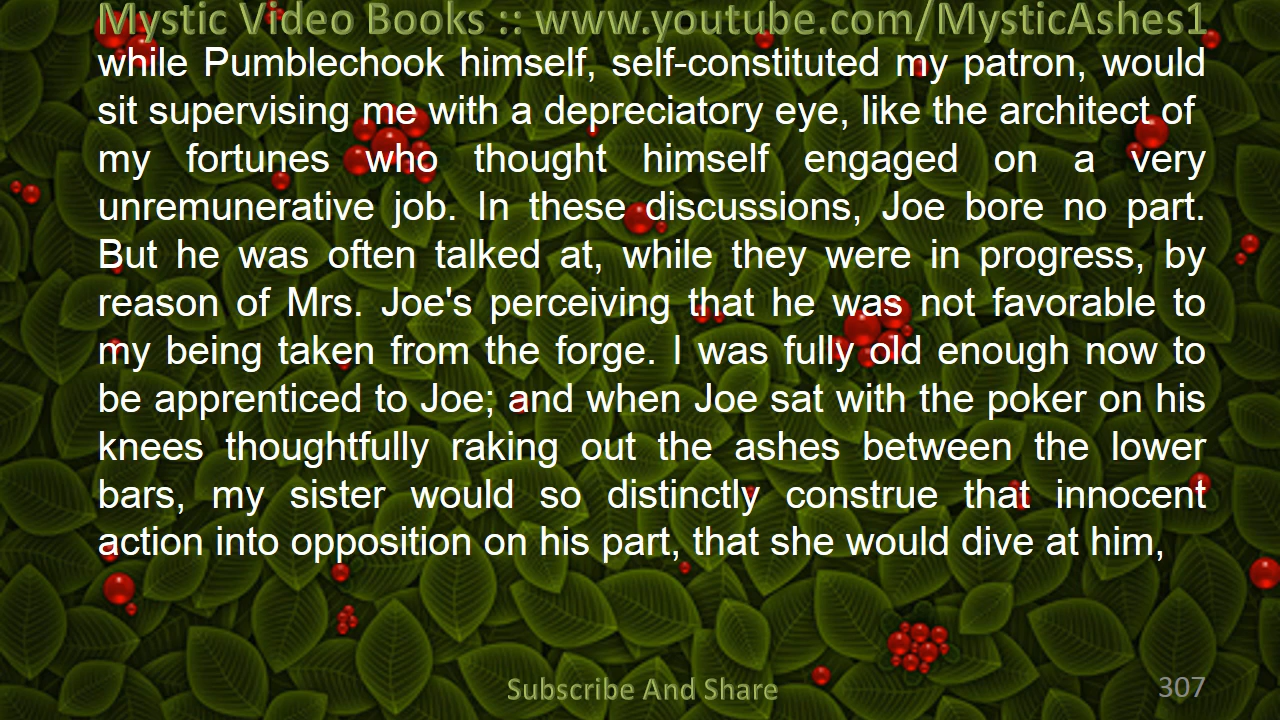 Mystic Video Books :: www.youtube.com/MysticAshes1
while Pumblechook himself, self-constituted my patron, would
sit supervising me with a depreciatory eye, like the architect of
my fortunes who thought himself engaged on a very
unremunerative job. In these discussions, Joe bore no part.
But he was often talked at, while they were in progress, by
reason of Mrs. Joe's perceiving that he was not favorable to
my being taken from the forge. I was fully old enough now to
be apprenticed to Joe; and when Joe sat with the poker on his
knees thoughtfully raking out the ashes between the lower
bars, my sister would so distinctly construe that innocent
action into opposition on his part, that she would dive at him,
Subscribe And Share
307